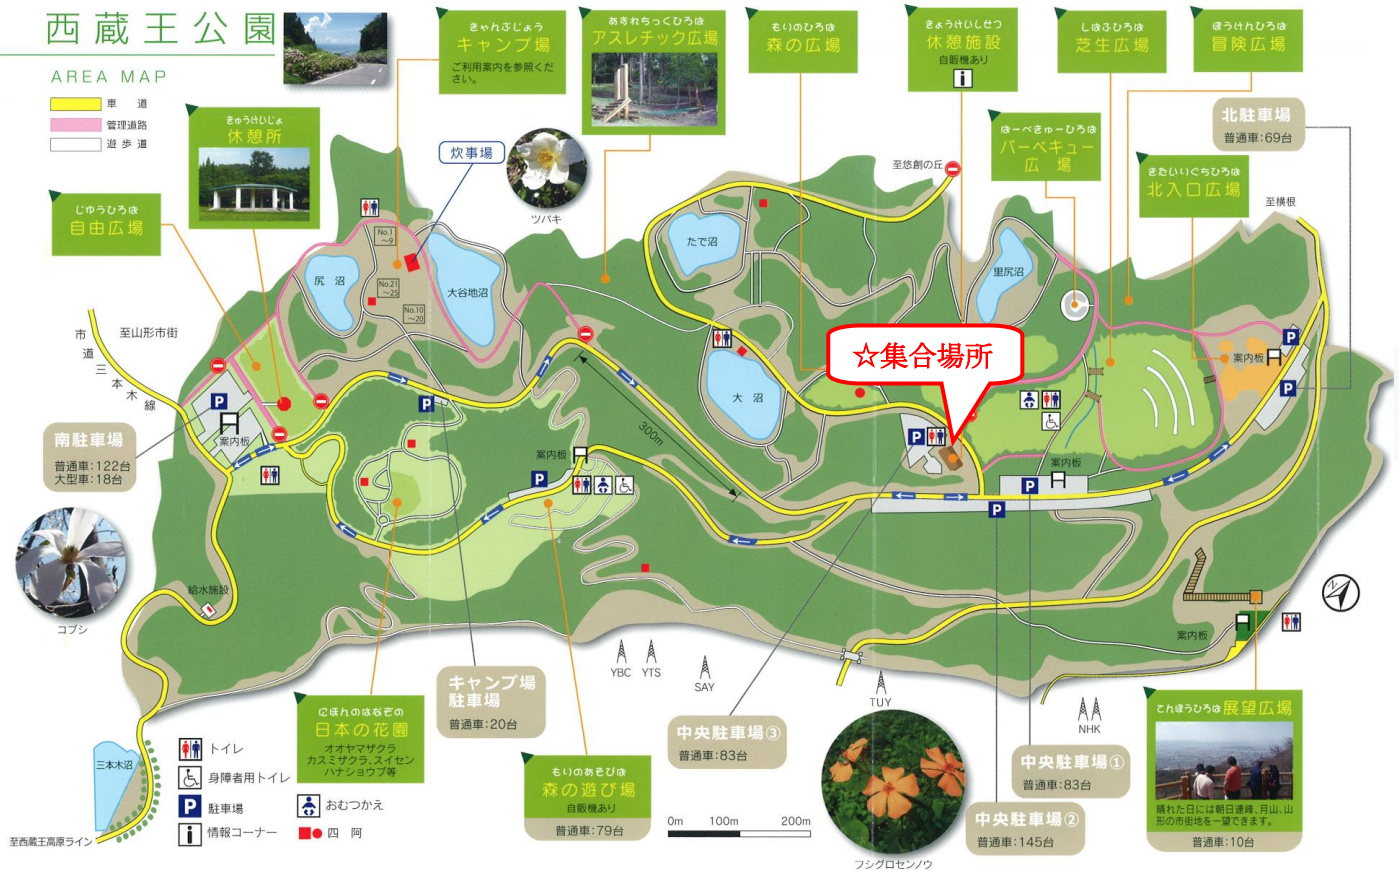 西蔵王公園
AREA MAP
車　道
管理道路
遊歩道
きゅうけいじょ
休憩所
じゆうひろば
自由広場
きゃんぷじょう
キャンプ場
ご利用案内を参照くだ
さい。
炊事場
ツバキ
あすれちっくひろば
アスレチック広場
もりのひろば
森の広場
きょうけいしせつ
休憩施設
自販機あり
しばふひろば
芝生広場
ぼうけんひろば
冒険広場
ばーべきゅーひろば
バーベキュー
広　場
北駐車場
普通車：69台
きたいりぐちひろば
北入口広場
至悠創の丘
至横根
たで沼
里尻沼
尻　沼
大谷地沼
No.1
～9
No.21
～25
No.10
～20
市道三本木線
至山形市街
☆集合場所
大　沼
案内板
300m
案内板
案内板
案内板
南駐車場
普通車：122台
大型車：18台
コブシ
給水施設
案内板
YBC
YTS
SAY
TUY
NHK
キャンプ場
駐車場
普通車：20台
にほんのはなぞの
日本の花園
オオヤマザクラ
カスミザクラ、スイセン
ハナショウブ等
もりのあそびば
森の遊び場
自販機あり
普通車：79台
中央駐車場③
普通車：83台
中央駐車場①
普通車：83台
中央駐車場②
普通車：145台
てんぼうひろば 展望広場
晴れた日には朝日連峰、月山、山
形の市街地を一望できます。
普通車：10台
三本木沼
至西蔵王高原ライン
トイレ
身障者用トイレ
P 駐車場
i 情報コーナー
おむつかえ
四　阿
0m 100m 200m
フシグロセンノウ